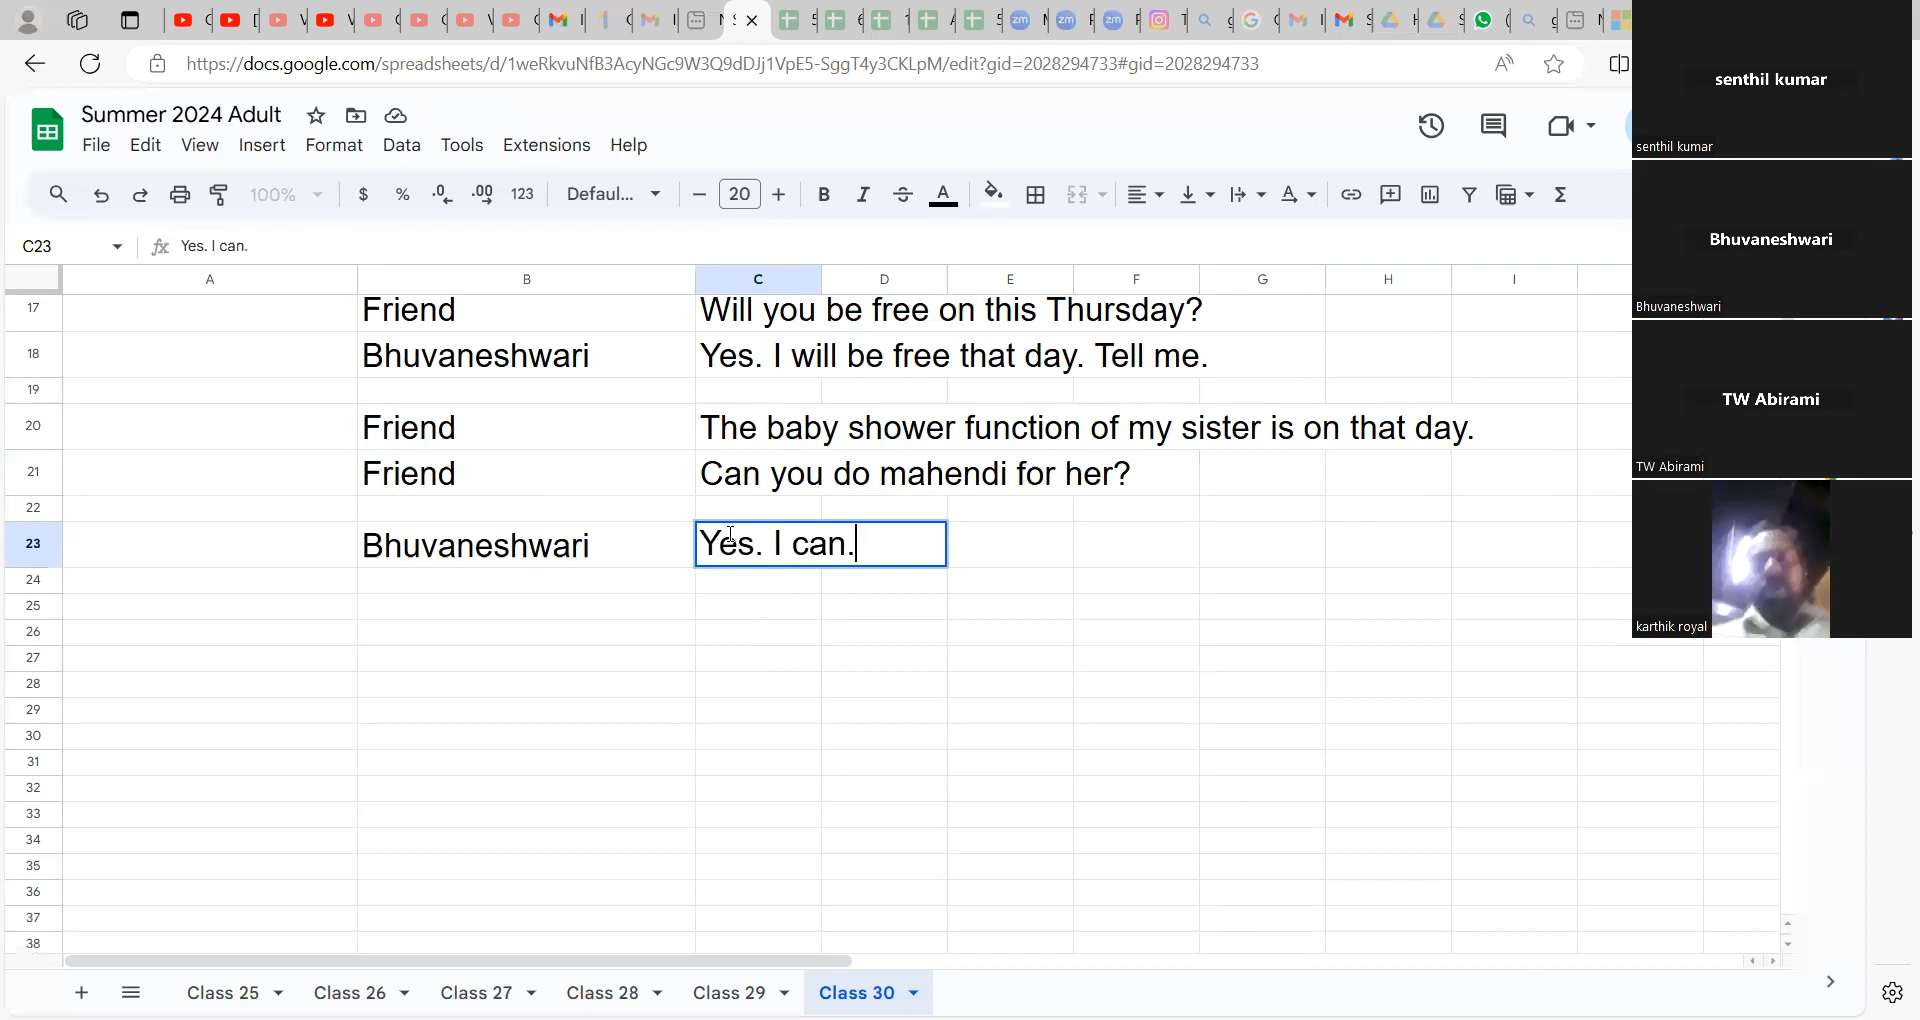 https://docs.google.com/spreadsheets/d/1weRkvuNfB3AcyNGc9W3Q9dDJj1VpE5-SggT4y3CKLpM/edit?gid=2028294733#gid=2028294733
Summer 2024 Adult
File Edit View Insert Format Data Tools Extensions Help
100% $ % .0 .00 123 Defaul... 20 B I A
C23 fx Yes. I can.
A B C D E F G H I
17 Friend Will you be free on this Thursday?
18 Bhuvaneshwari Yes. I will be free that day. Tell me.
19
20 Friend The baby shower function of my sister is on that day.
21 Friend Can you do mahendi for her?
22
23 Bhuvaneshwari Yes. I can.
24
25
26
27
28
29
30
31
32
33
34
35
36
37
38
Class 25 Class 26 Class 27 Class 28 Class 29 Class 30
senthil kumar
senthil kumar
Bhuvaneshwari
Bhuvaneshwari
TW Abirami
TW Abirami
karthik royal